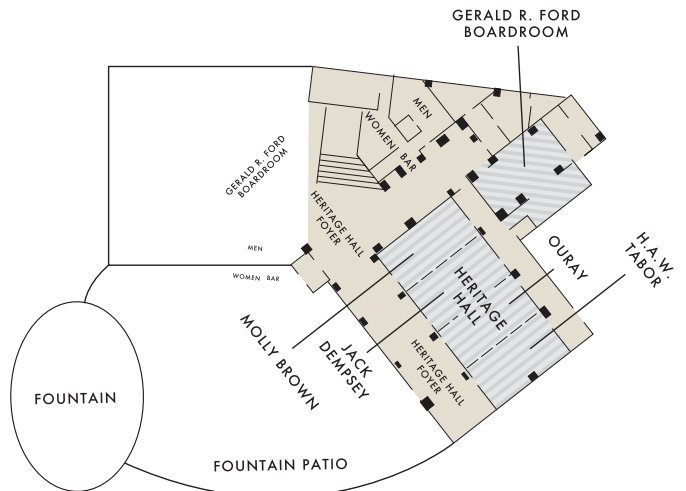 GERALD R. FORD
BOARDROOM
MEN
WOMEN
BAR
GERALD R. FORD
BOARDROOM
HERITAGE HALL
FOYER
MEN
WOMEN BAR
OURAY
H.A.W.
TABOR
HERITAGE
HALL
MOLLY BROWN
JACK
DEMPSEY
HERITAGE HALL
FOYER
FOUNTAIN
FOUNTAIN PATIO